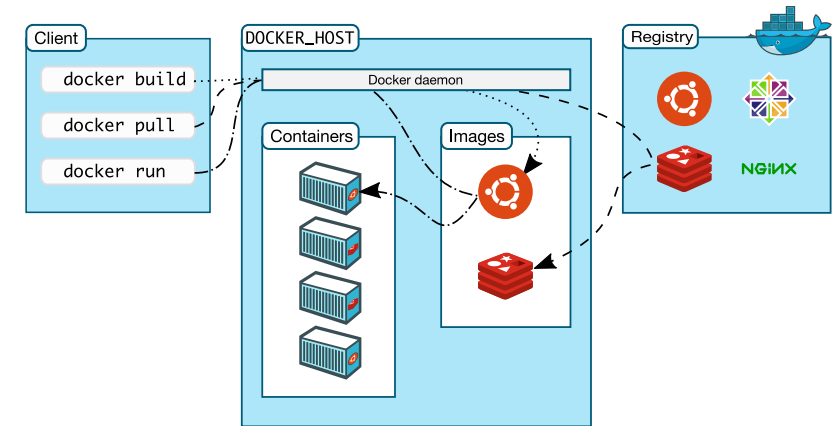 Client
docker build
docker pull
docker run
DOCKER_HOST
Docker daemon
Containers
Images
Registry
NGINX